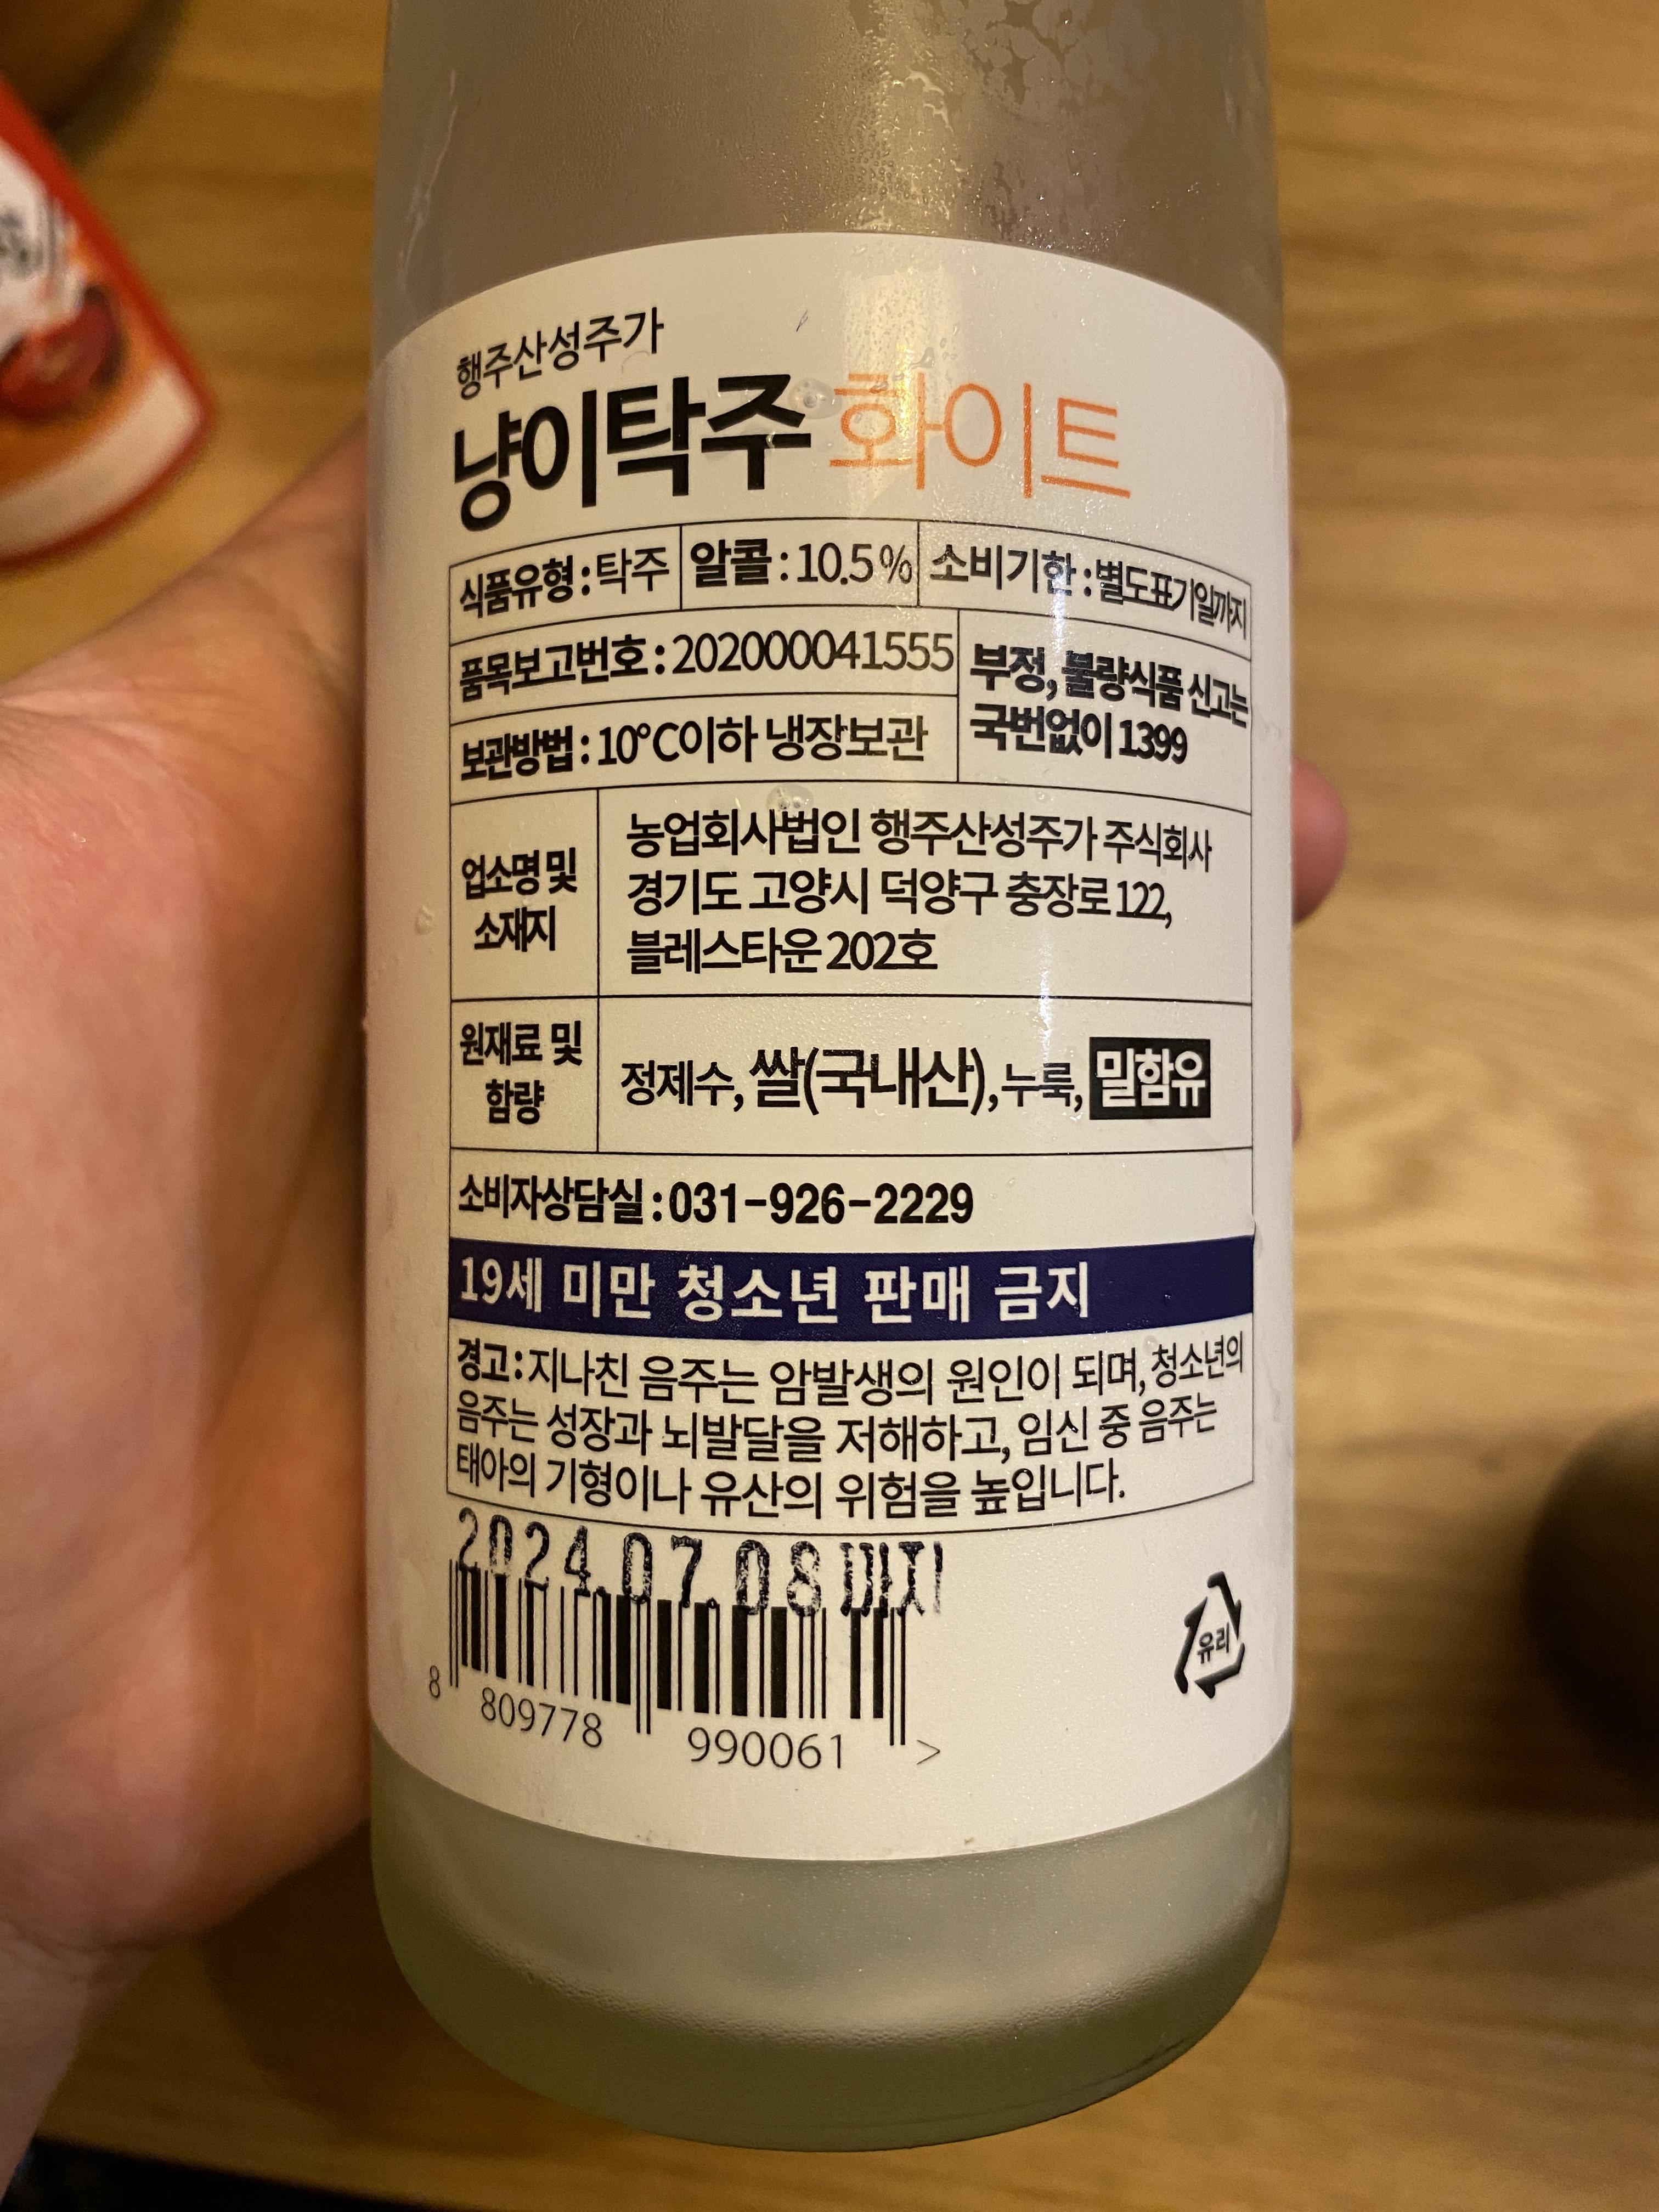 행주산성주가
냥이탁주 화이트
식품유형 : 탁주 알콜 : 10.5% 소비기한 : 별도표기일까지
품목보고번호 : 202000041555
부정, 불량식품 신고는
국번없이 1399
보관방법 : 10°C이하 냉장보관
업소명 및
소재지
농업회사법인 행주산성주가 주식회사
경기도 고양시 덕양구 충장로 122,
블레스타운 202호
원재료 및
함량
정제수, 쌀(국내산), 누룩, 밀함유
소비자상담실 : 031-926-2229
19세 미만 청소년 판매 금지
경고 : 지나친 음주는 암발생의 원인이 되며, 청소년의
음주는 성장과 뇌발달을 저해하고, 임신 중 음주는
태아의 기형이나 유산의 위험을 높입니다.
2024.07.08까지
유리
8 809778 990061 >